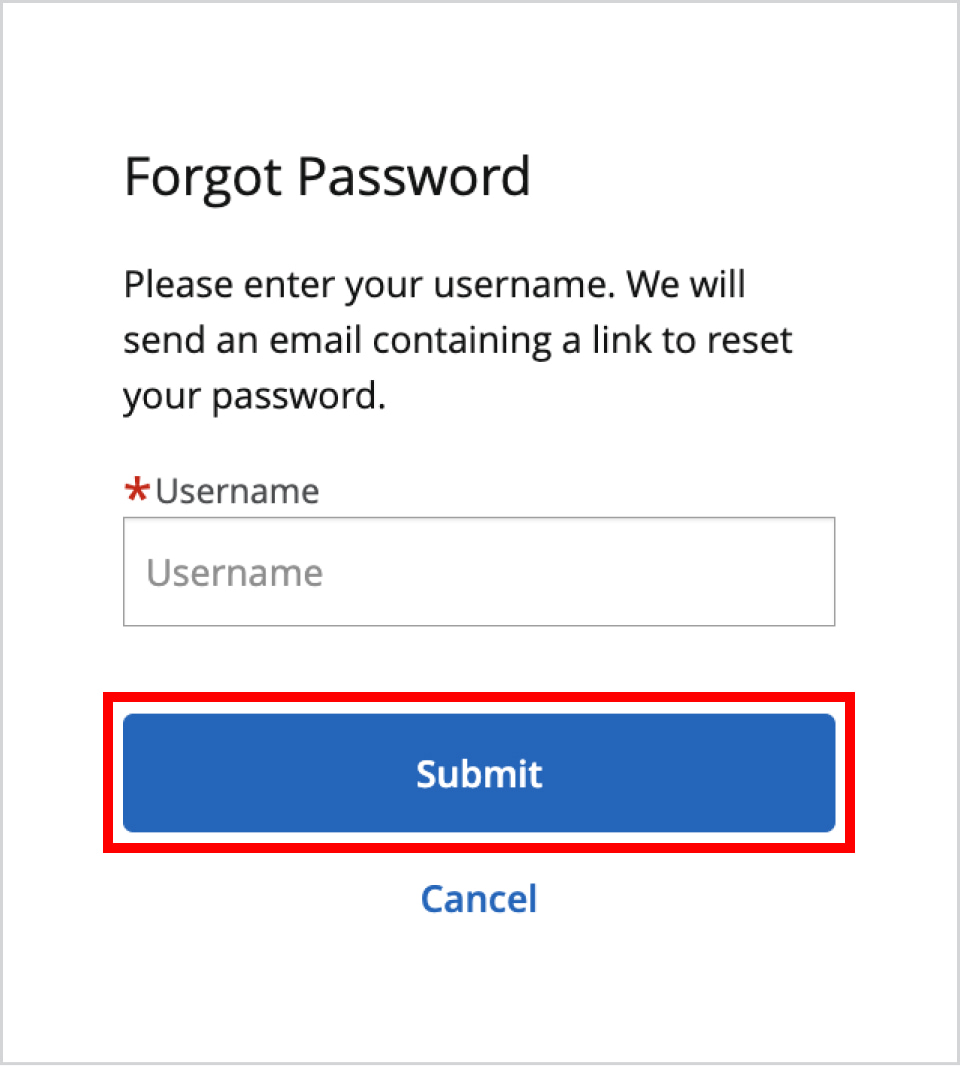 Forgot Password
Please enter your username. We will
send an email containing a link to reset
your password.
*Username
Username
Submit
Cancel